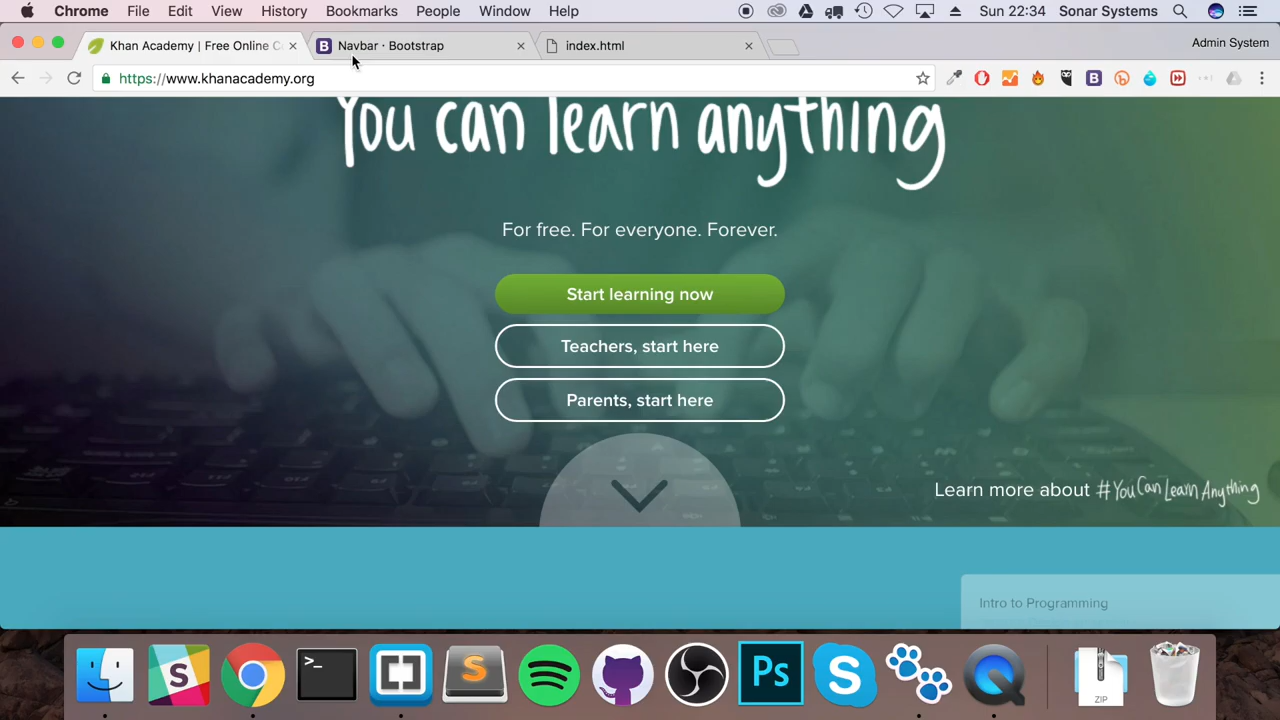 Chrome File Edit View History Bookmarks People Window Help Sun 22:34 Sonar Systems
Khan Academy | Free Online C
Navbar · Bootstrap
index.html
Admin System
https://www.khanacademy.org
You can learn anything
For free. For everyone. Forever.
Start learning now
Teachers, start here
Parents, start here
Learn more about #YouCanLearnAnything
Intro to Programming
>_
S
S
Ps
S
ZIP